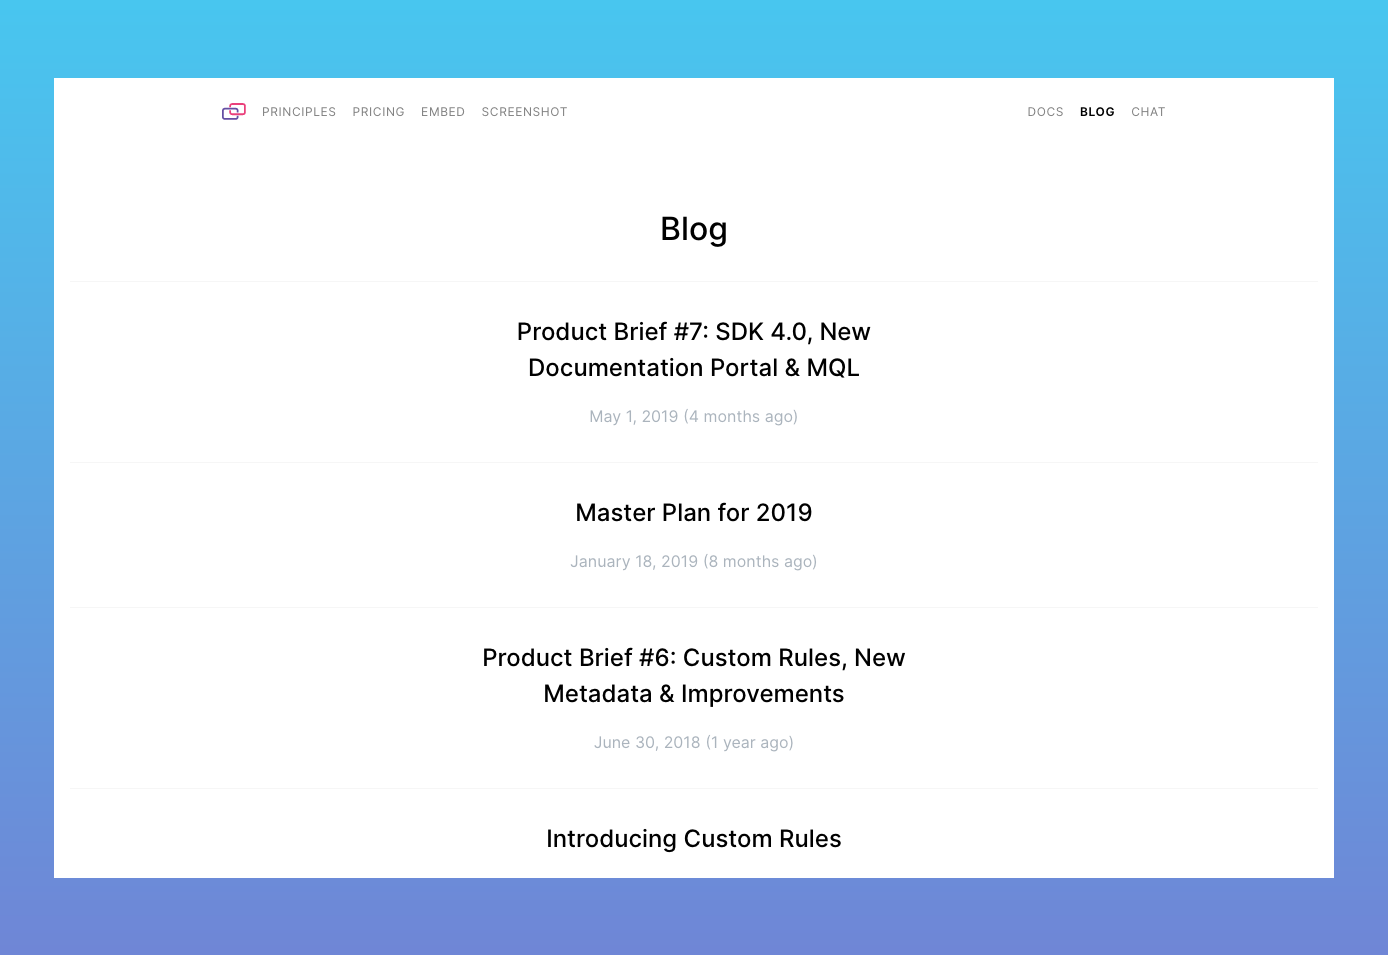 PRINCIPLES PRICING EMBED SCREENSHOT DOCS BLOG CHAT
Blog
Product Brief #7: SDK 4.0, New
Documentation Portal & MQL
May 1, 2019 (4 months ago)
Master Plan for 2019
January 18, 2019 (8 months ago)
Product Brief #6: Custom Rules, New
Metadata & Improvements
June 30, 2018 (1 year ago)
Introducing Custom Rules